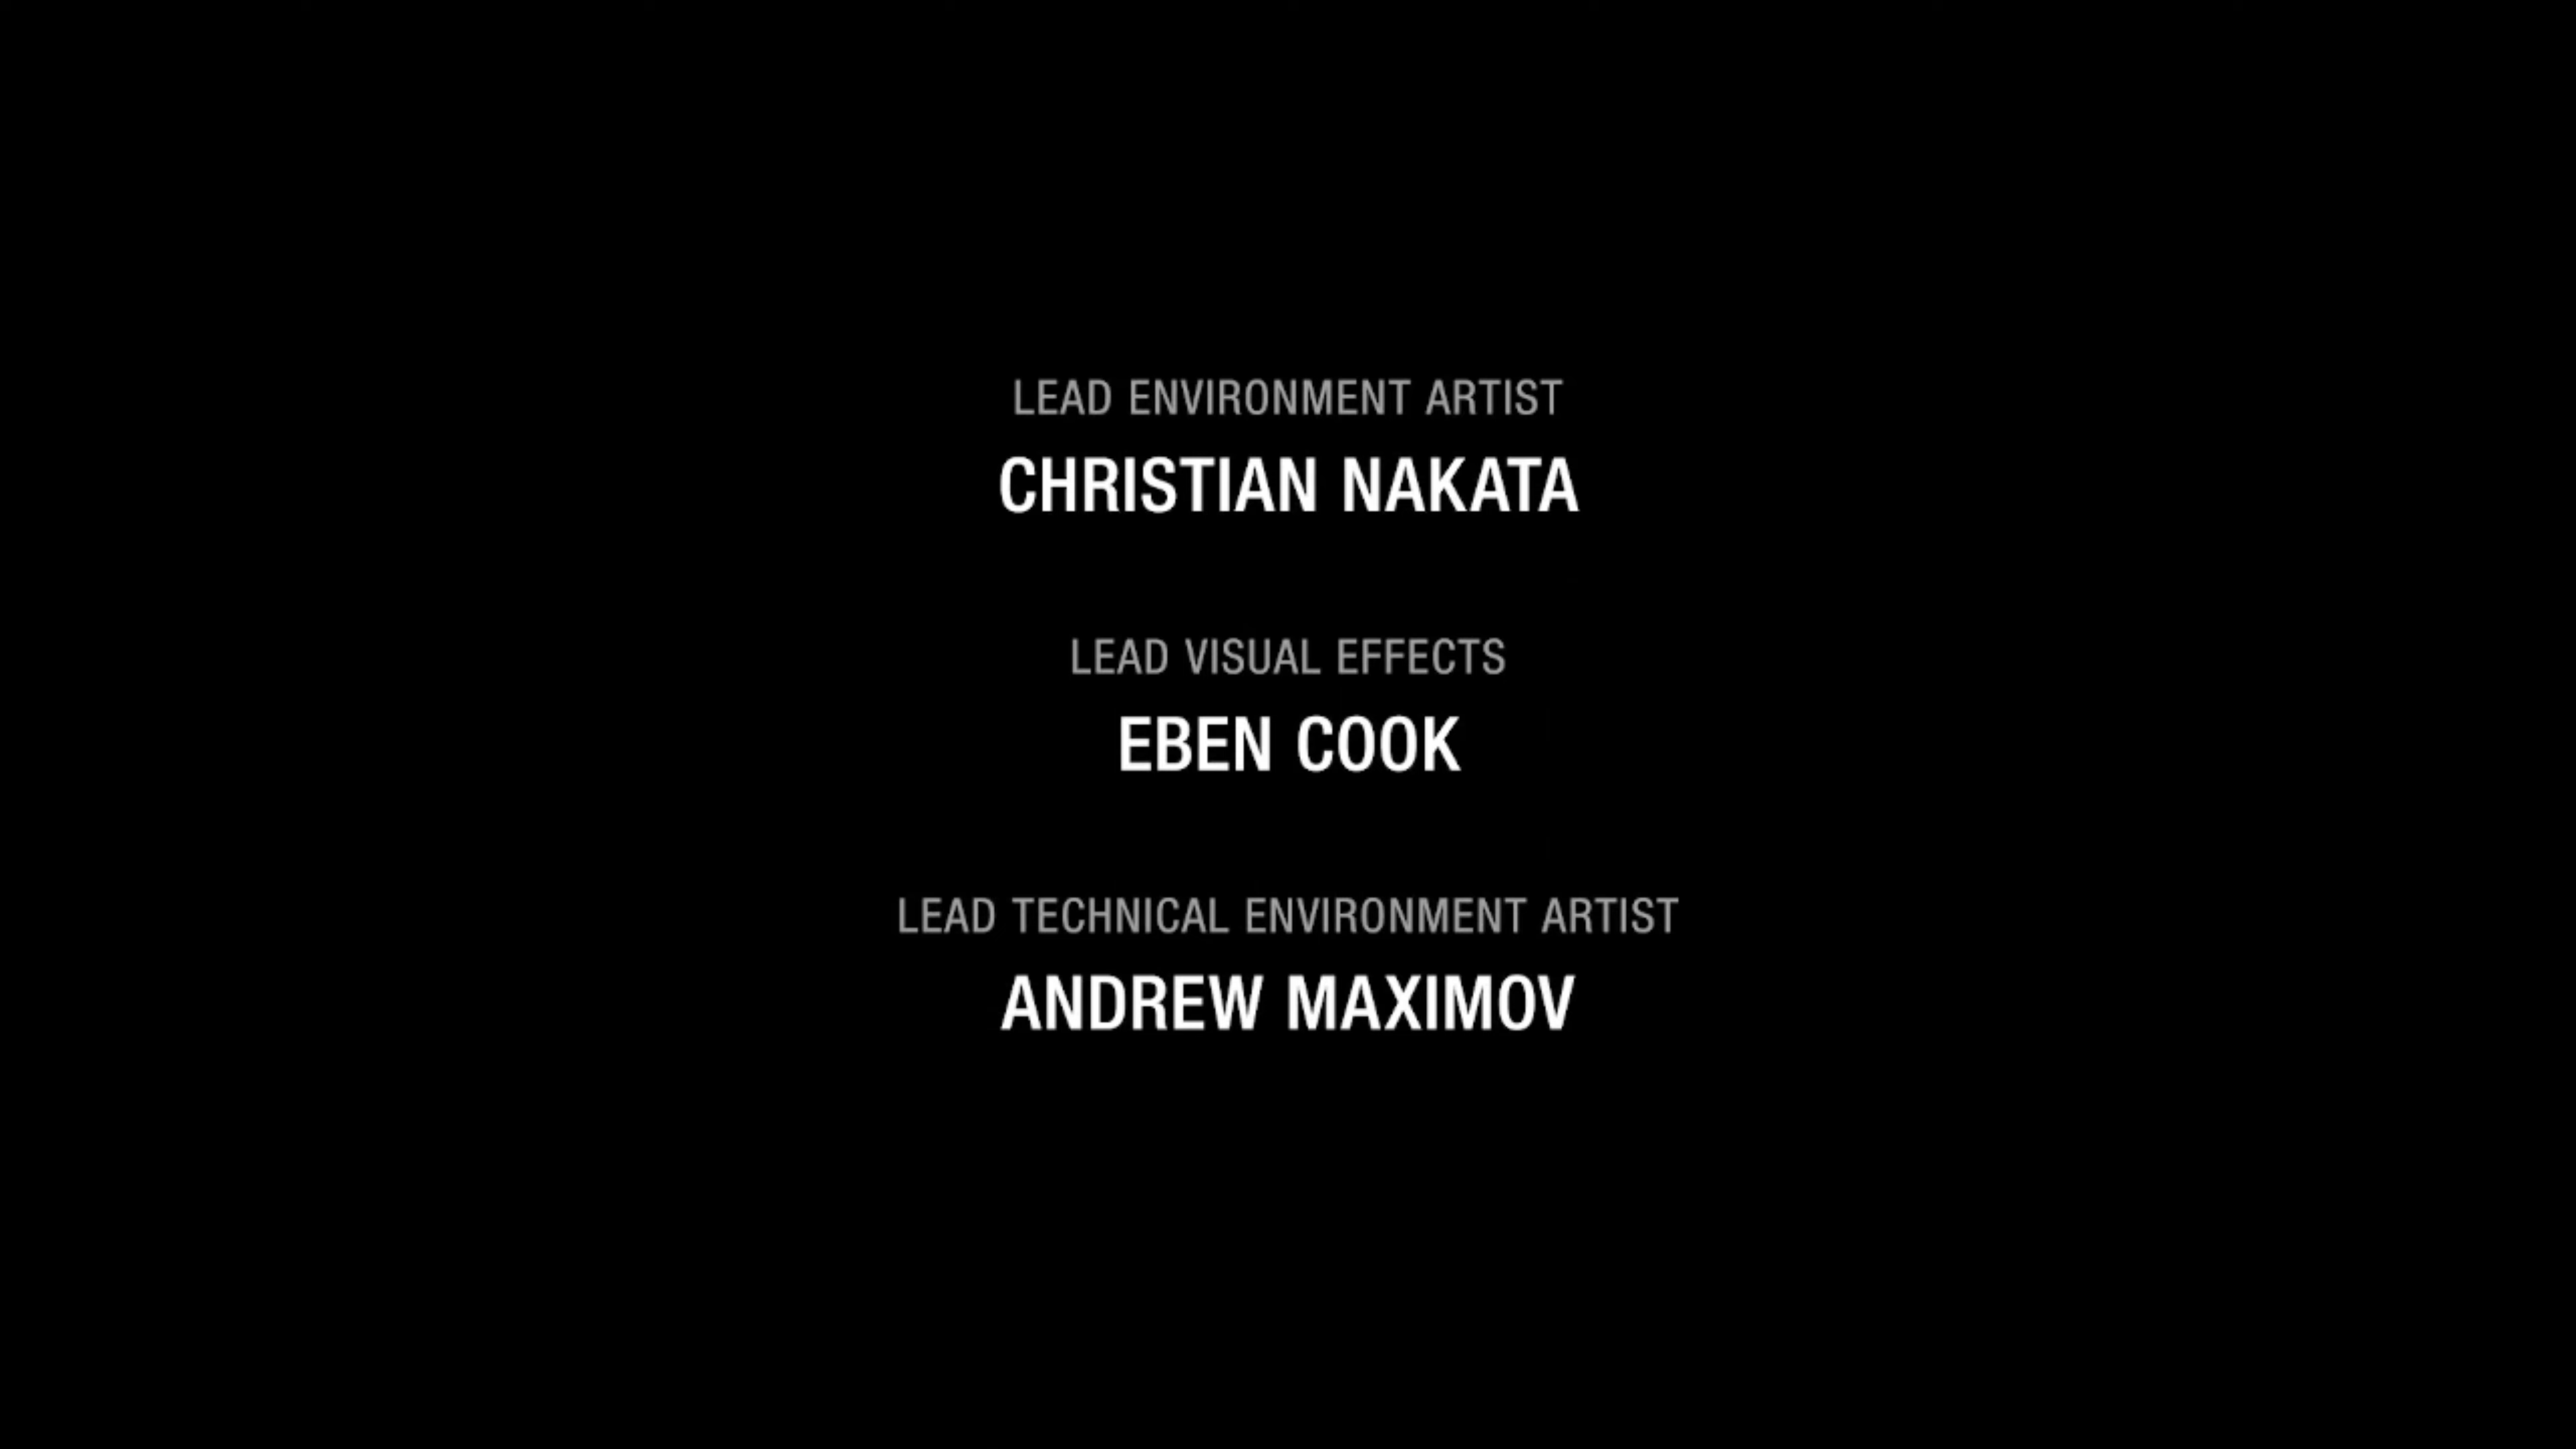 LEAD ENVIRONMENT ARTIST
CHRISTIAN NAKATA
LEAD VISUAL EFFECTS
EBEN COOK
LEAD TECHNICAL ENVIRONMENT ARTIST
ANDREW MAXIMOV